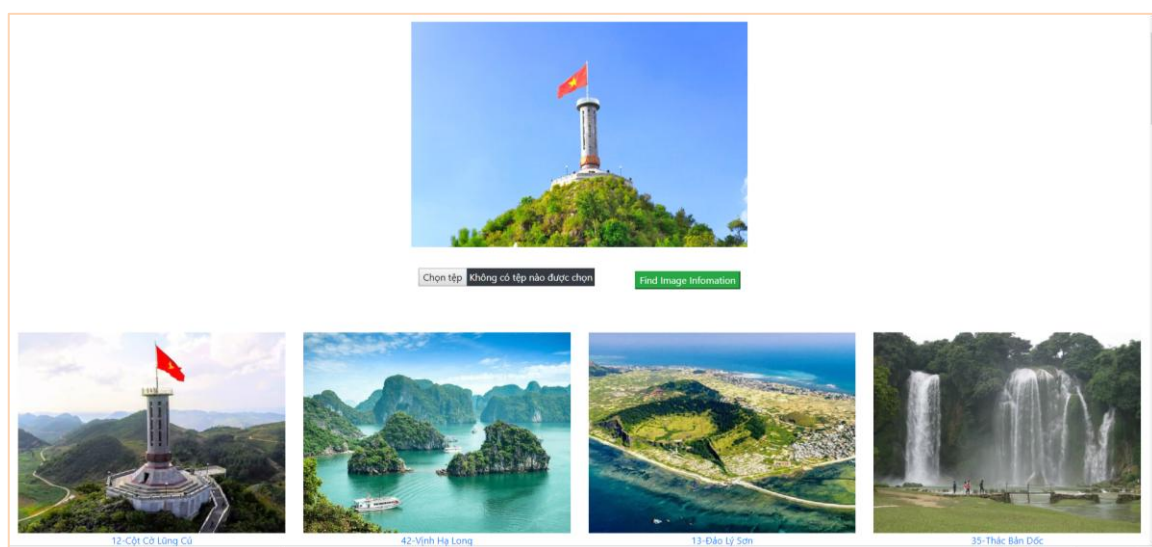 Chọn tệp Không có tệp nào được chọn
Find Image Infomation
12-Cột Cờ Lũng Cú
42-Vịnh Hạ Long
13-Đảo Lý Sơn
35-Thác Bản Dốc